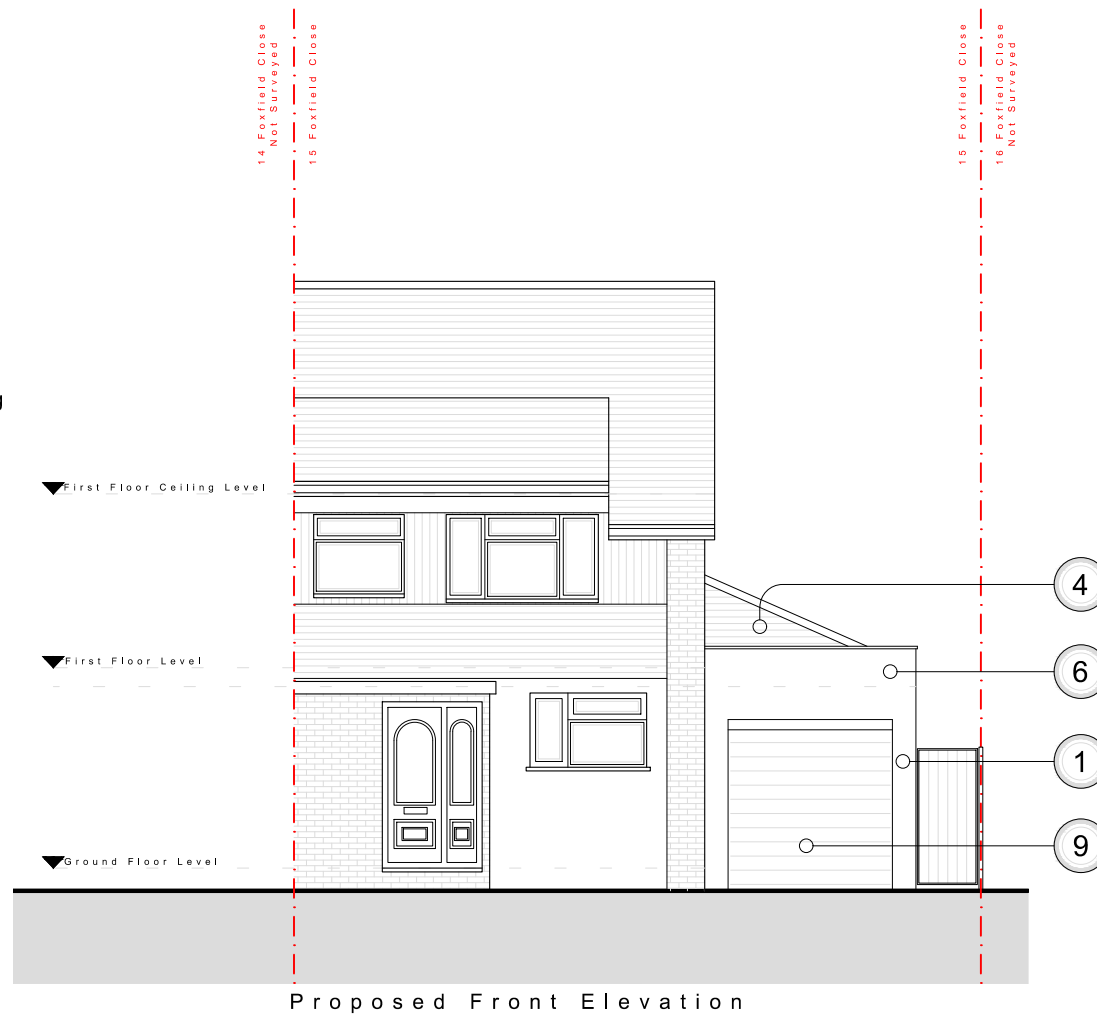 14 Foxfield Close
Not Surveyed
15 Foxfield Close
15 Foxfield Close
16 Foxfield Close
Not Surveyed
g
First Floor Ceiling Level
4
First Floor Level
6
1
9
Ground Floor Level
Proposed Front Elevation